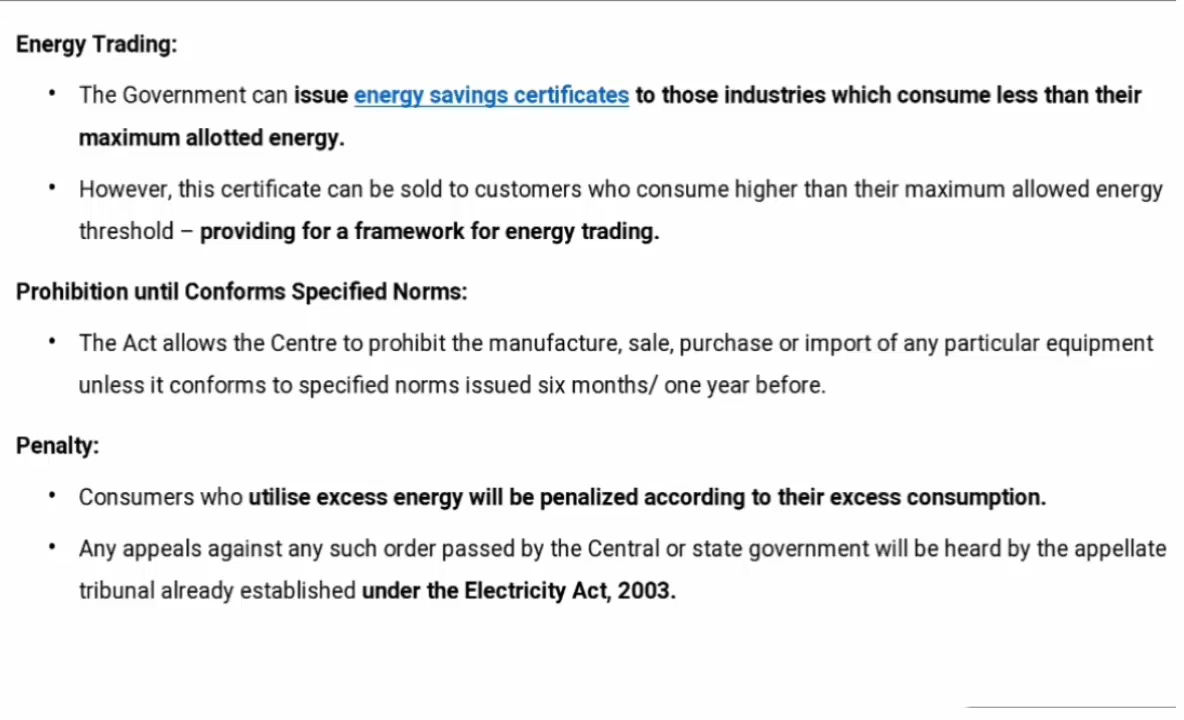 Energy Trading:
• The Government can issue energy savings certificates to those industries which consume less than their
maximum allotted energy.
• However, this certificate can be sold to customers who consume higher than their maximum allowed energy
threshold – providing for a framework for energy trading.
Prohibition until Conforms Specified Norms:
• The Act allows the Centre to prohibit the manufacture, sale, purchase or import of any particular equipment
unless it conforms to specified norms issued six months/ one year before.
Penalty:
• Consumers who utilise excess energy will be penalized according to their excess consumption.
• Any appeals against any such order passed by the Central or state government will be heard by the appellate
tribunal already established under the Electricity Act, 2003.